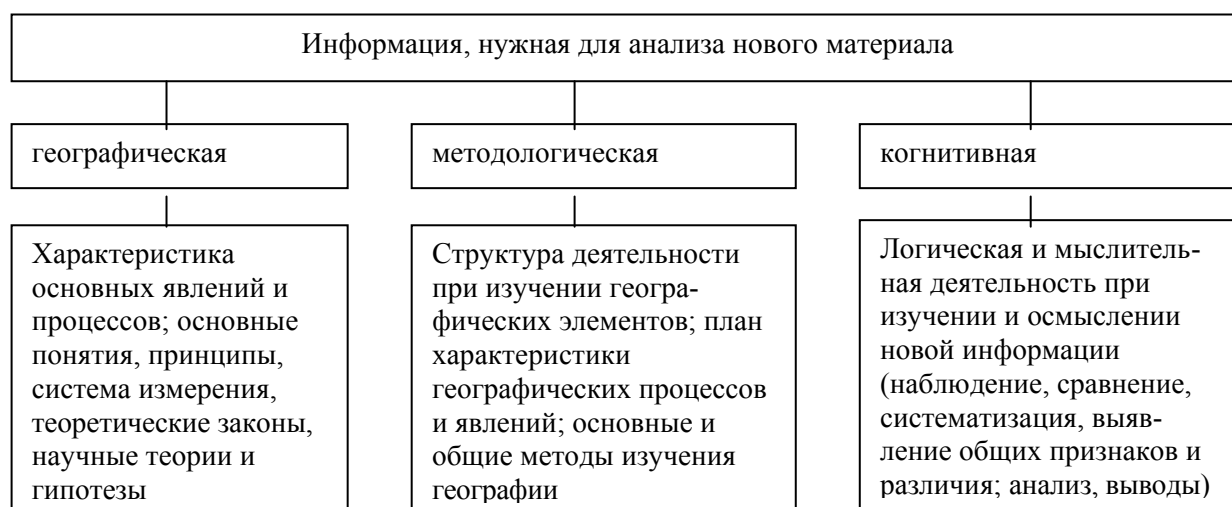 Информация, нужная для анализа нового материала
географическая
методологическая
когнитивная
Характеристика
основных явлений и
процессов; основные
понятия, принципы,
система измерения,
теоретические законы,
научные теории и
гипотезы
Структура деятельности
при изучении геогра-
фических элементов; план
характеристики
географических процессов
и явлений; основные и
общие методы изучения
географии
Логическая и мыслитель-
ная деятельность при
изучении и осмыслении
новой информации
(наблюдение, сравнение,
систематизация, выяв-
ление общих признаков и
различия; анализ, выводы)